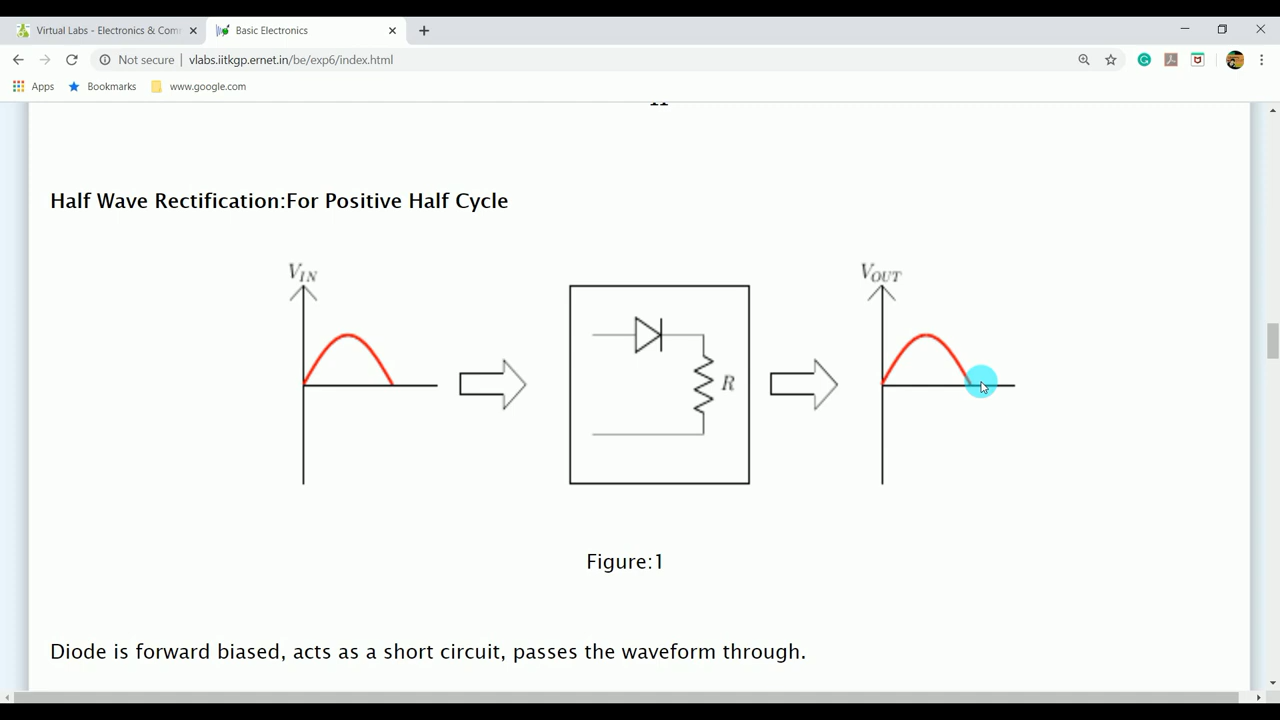 Virtual Labs - Electronics & Com
Basic Electronics
Not secure | vlabs.iitkgp.ernet.in/be/exp6/index.html
Apps Bookmarks www.google.com
Half Wave Rectification:For Positive Half Cycle
VIN
VOUT
R
Figure:1
Diode is forward biased, acts as a short circuit, passes the waveform through.